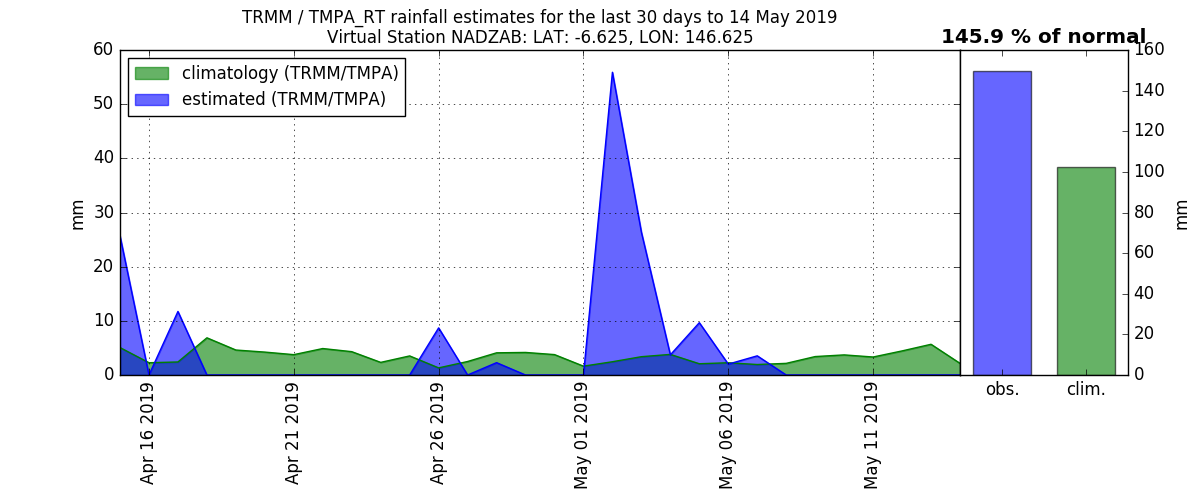 TRMM / TMPA_RT rainfall estimates for the last 30 days to 14 May 2019
Virtual Station NADZAB: LAT: -6.625, LON: 146.625
145.9 % of normal
climatology (TRMM/TMPA)
estimated (TRMM/TMPA)
mm
60
50
40
30
20
10
0
Apr 16 2019
Apr 21 2019
Apr 26 2019
May 01 2019
May 06 2019
May 11 2019
160
140
120
100
80
60
40
20
0
mm
obs.
clim.